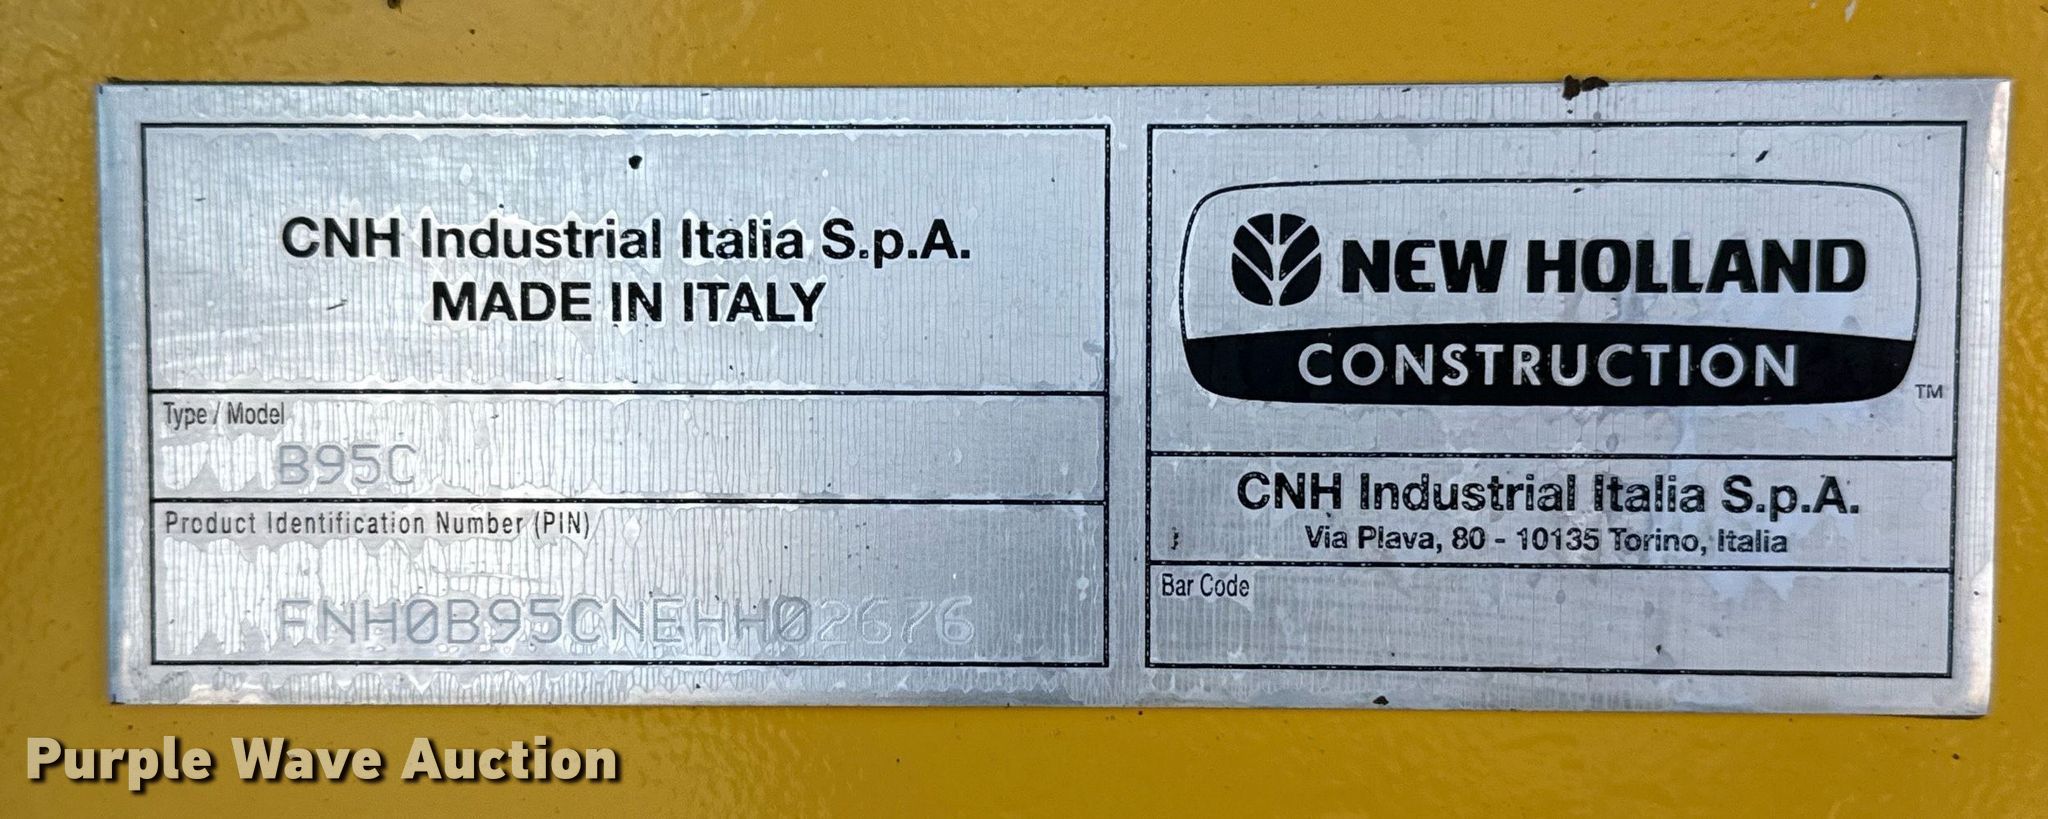 CNH Industrial Italia S.p.A.
MADE IN ITALY
Type / Model
B95C
Product Identification Number (PIN)
FNH0B95CNEHH02676
NEW HOLLAND
CONSTRUCTION
TM
CNH Industrial Italia S.p.A.
Via Plava, 80 - 10135 Torino, Italia
Bar Code
Purple Wave Auction